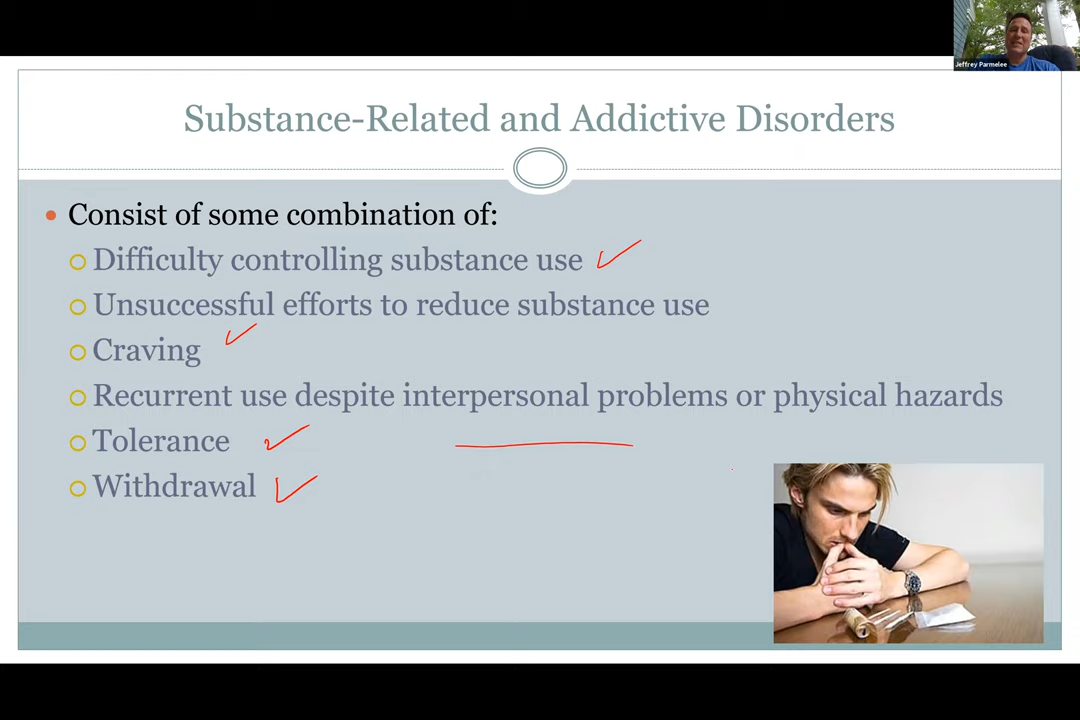 Jeffrey Parmelee
Substance-Related and Addictive Disorders
Consist of some combination of:
Difficulty controlling substance use
Unsuccessful efforts to reduce substance use
Craving
Recurrent use despite interpersonal problems or physical hazards
Tolerance
Withdrawal